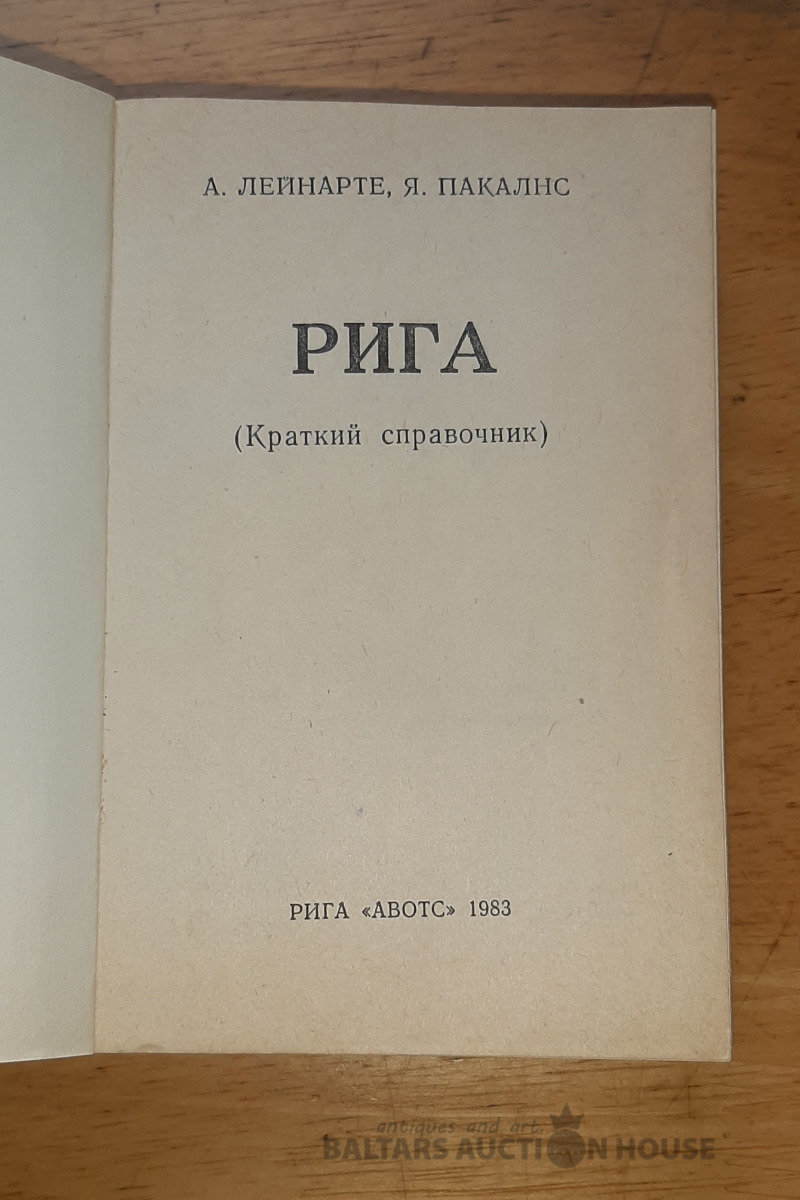 А. ЛЕЙНАРТЕ, Я. ПАКАЛНС
РИГА
(Краткий справочник)
РИГА «АВОТС» 1983
antiques and art
BALTARS AUCTION HOUSE